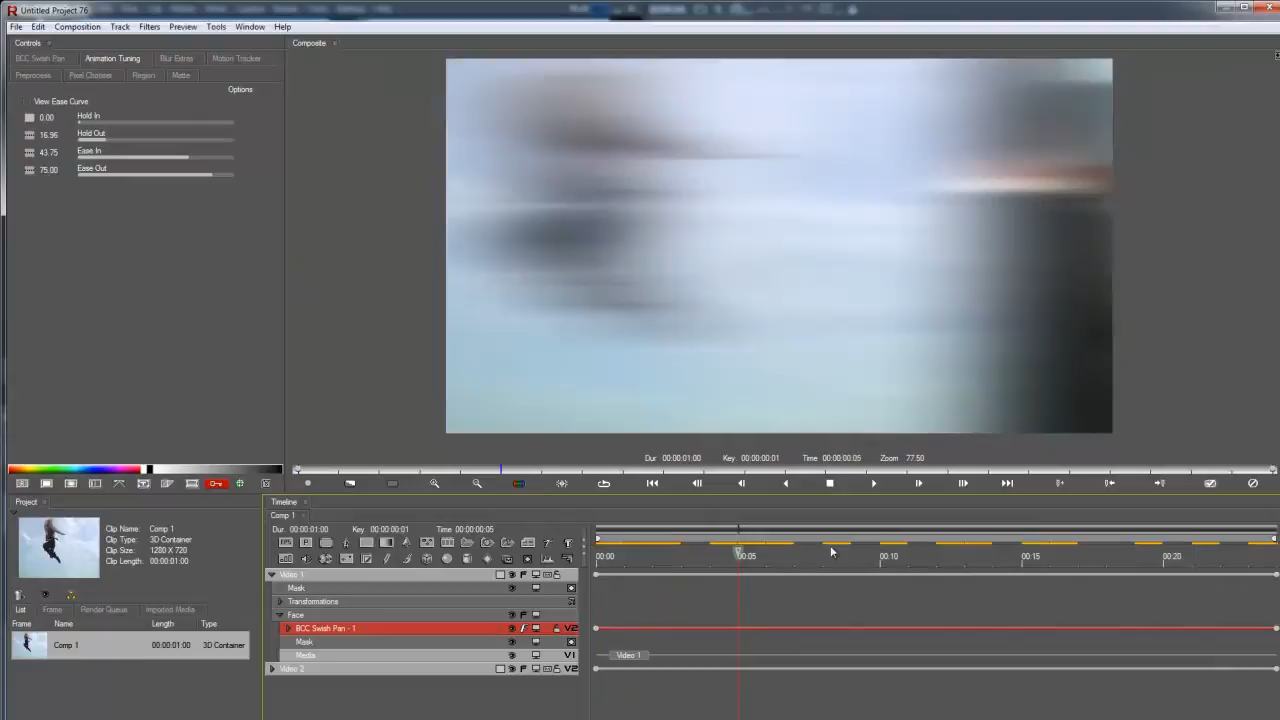 Untitled Project 76
File Edit Composition Track Filters Preview Tools Window Help
Controls
Composite
BCC Swish Pan Animation Tuning Blur Extras Motion Tracker
Preprocess Pixel Chooser Region Matte
Options
View Ease Curve
0.00 Hold In
16.96 Hold Out
43.75 Ease In
75.00 Ease Out
Dur 00:00:01:00 Key. 00:00:00:01 Time 00:00:00:05 Zoom 77.50
Project
Clip Name: Comp 1
Clip Type: 3D Container
Clip Size: 1280 X 720
Clip Length: 00:00:01:00
List Frame Render Queue Imported Media
Frame Name Length Type
Comp 1 00:00:01:00 3D Container
Timeline
Comp 1
Dur. 00:00:01:00 Key. 00:00:00:01 Time 00:00:00:05
00:00 00:05 00:10 00:15 00:20
Video 1
Mask
Transformations
Face
BCC Swish Pan - 1 V2
Mask
Media V1 Video 1
Video 2 V2